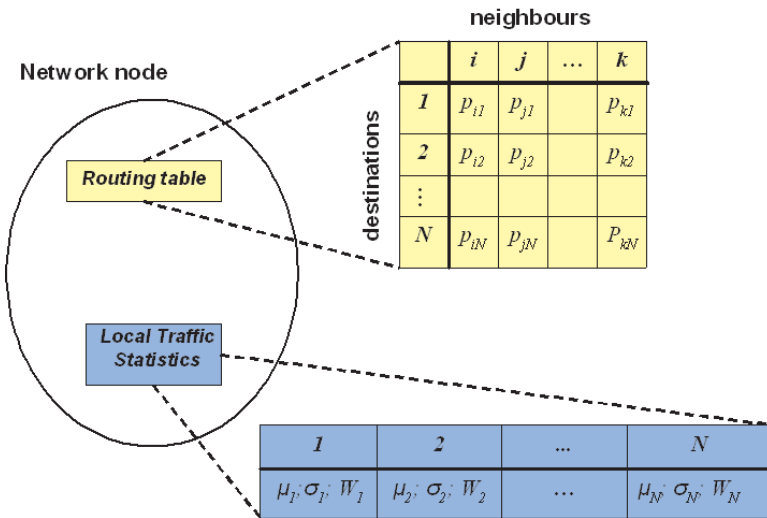 neighbours
Network node
destinations
i j ... k
1 p_i1 p_j1 p_k1
2 p_i2 p_j2 p_k2
⋮
N p_iN p_jN P_kN
Routing table
Local Traffic
Statistics
1 2 ... N
μ_1; σ_1; W_1 μ_2; σ_2; W_2 ... μ_N; σ_N; W_N